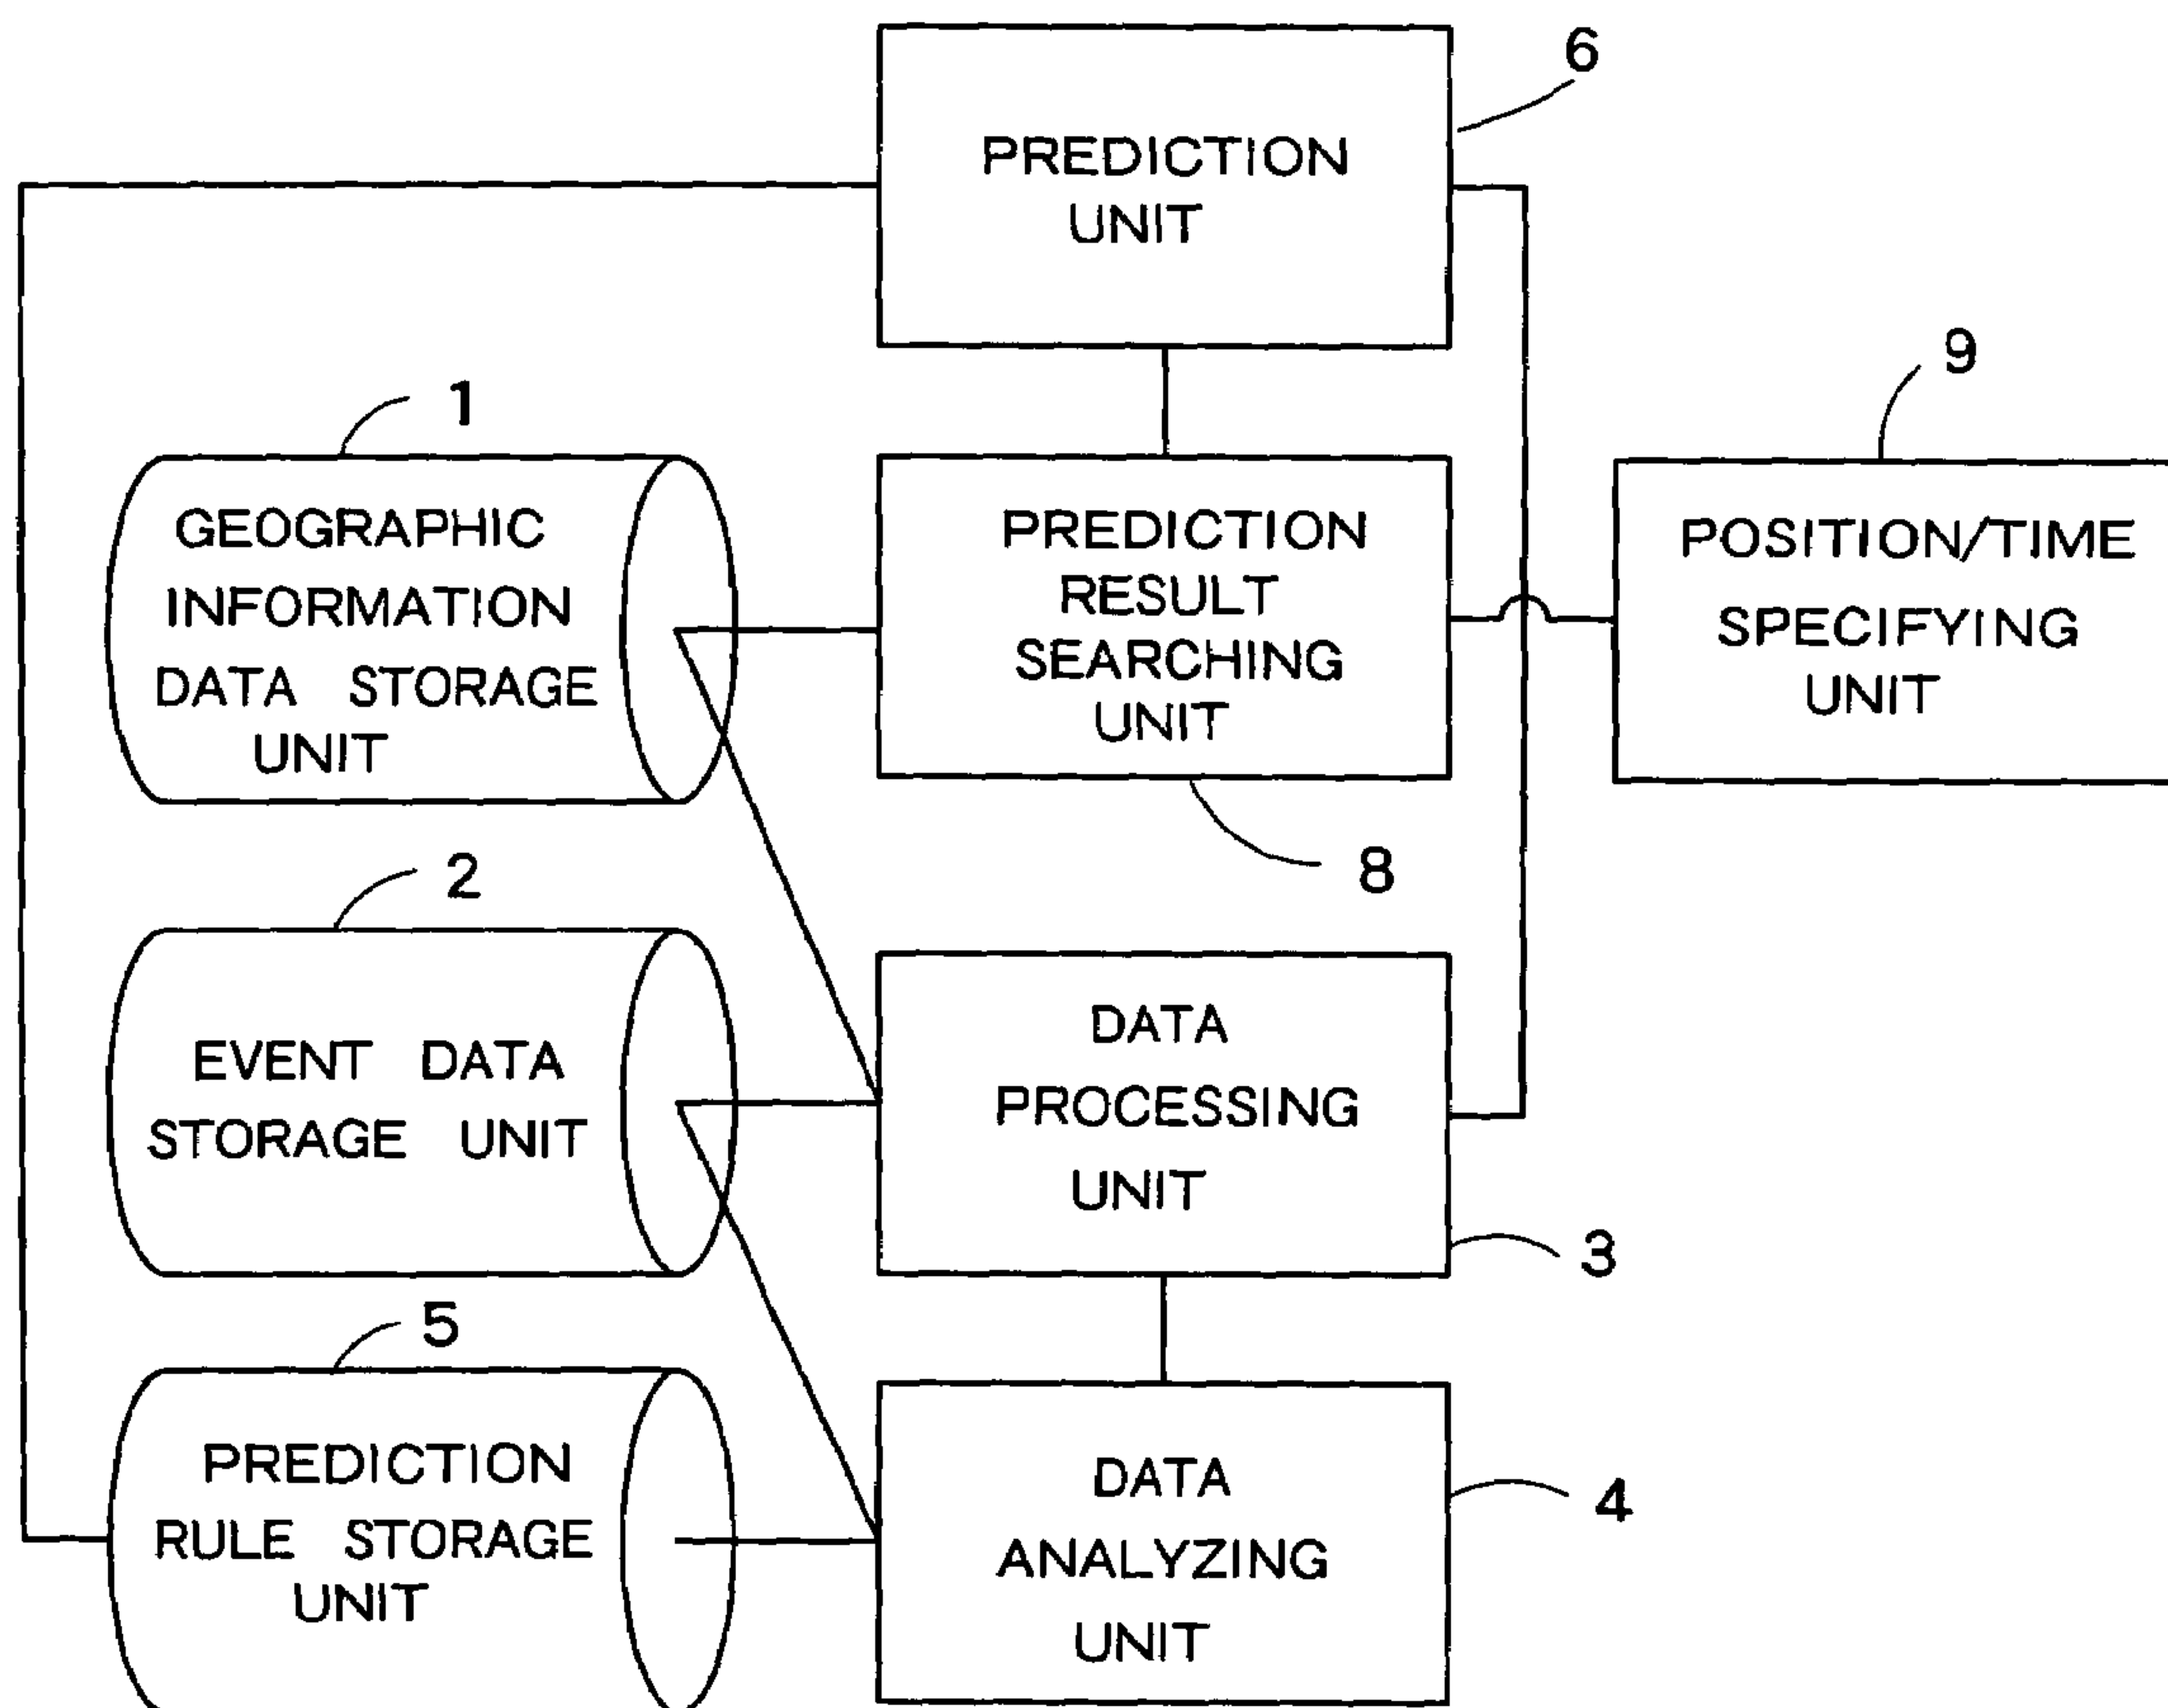 6
PREDICTION
UNIT
9
1
GEOGRAPHIC
INFORMATION
DATA STORAGE
UNIT
PREDICTION
RESULT
SEARCHING
UNIT
POSITION/TIME
SPECIFYING
UNIT
8
2
EVENT DATA
STORAGE UNIT
DATA
PROCESSING
UNIT
3
5
PREDICTION
RULE STORAGE
UNIT
DATA
ANALYZING
UNIT
4